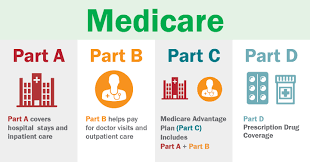 Medicare
Part A
Part A covers
hospital stays and
inpatient care
Part B
Part B helps pay
for doctor visits and
outpatient care
Part C
Medicare Advantage
Plan (Part C)
Includes
Part A + Part B
Part D
Part D
Prescription Drug
Coverage